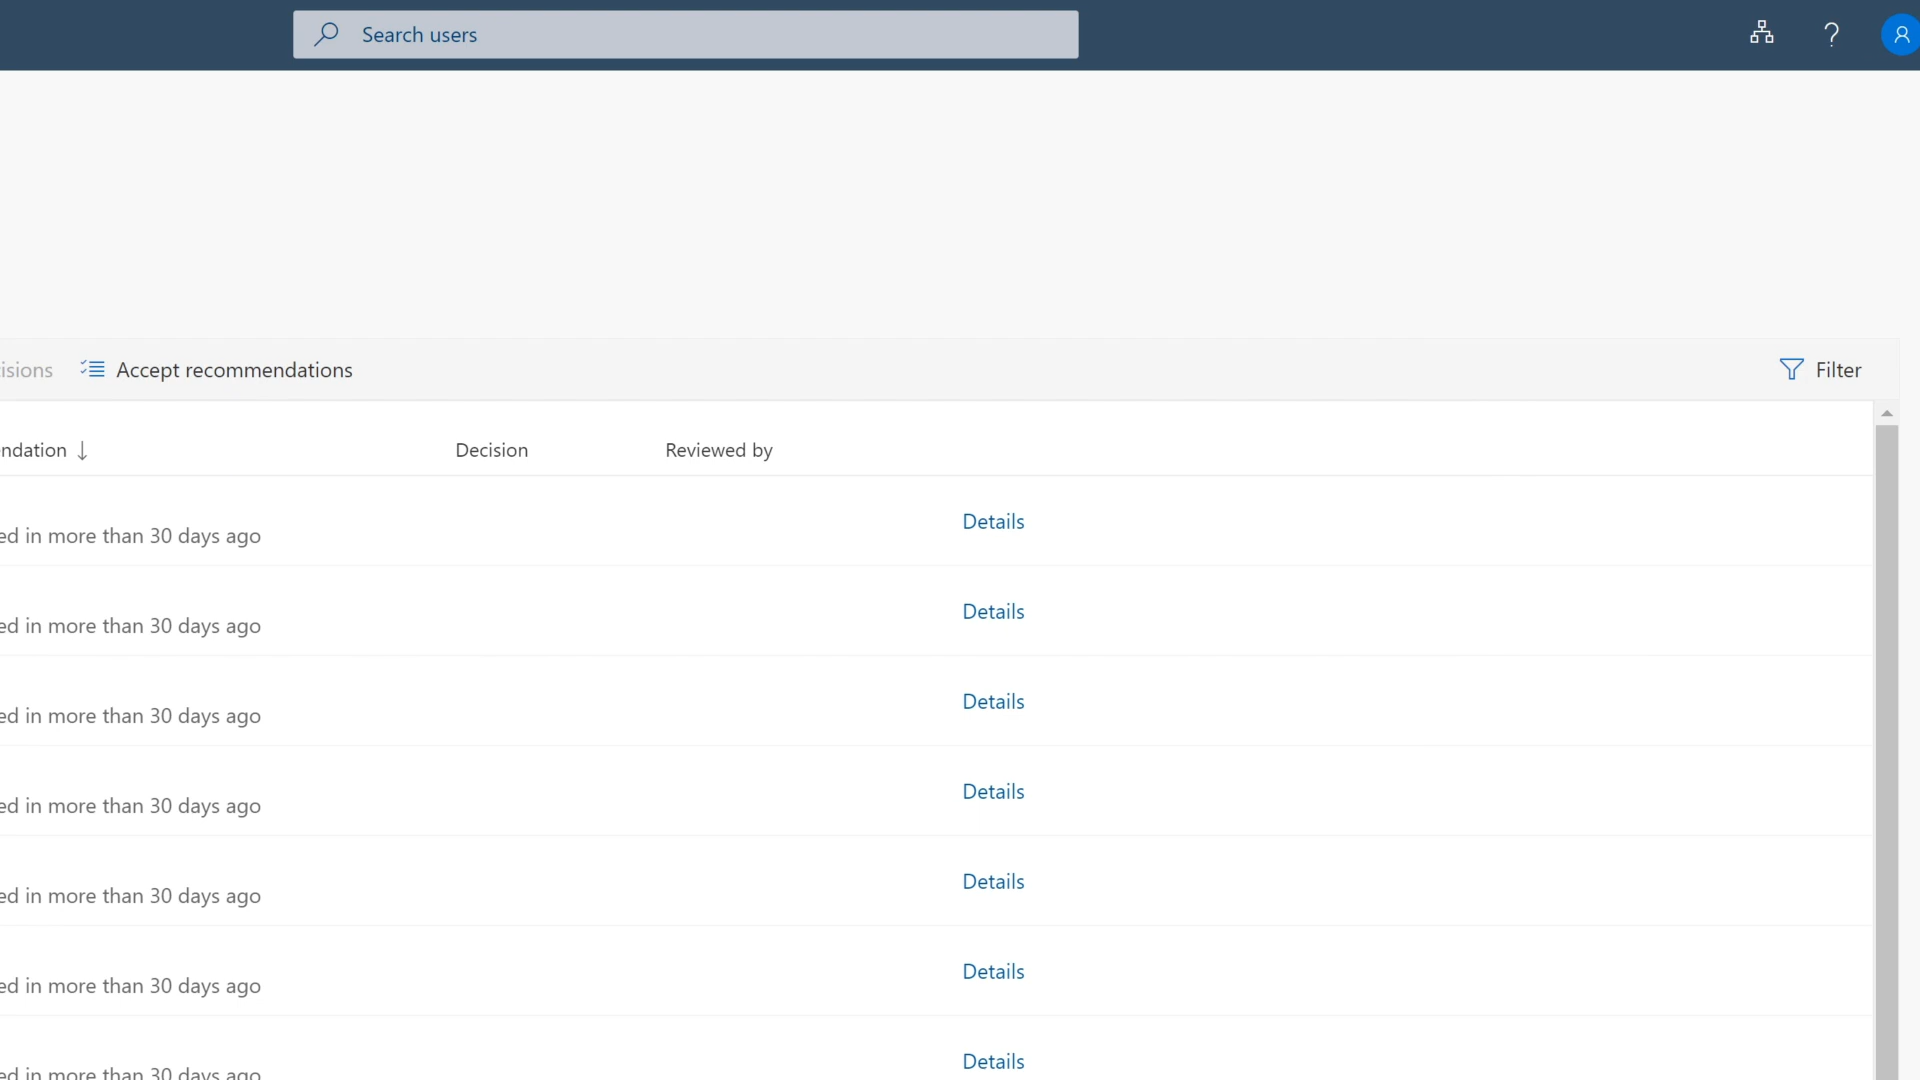 Search users
isions Accept recommendations Filter
ndation ↓ Decision Reviewed by
Details
ed in more than 30 days ago
Details
ed in more than 30 days ago
Details
ed in more than 30 days ago
Details
ed in more than 30 days ago
Details
ed in more than 30 days ago
Details
ed in more than 30 days ago
Details
ed in more than 30 days ago